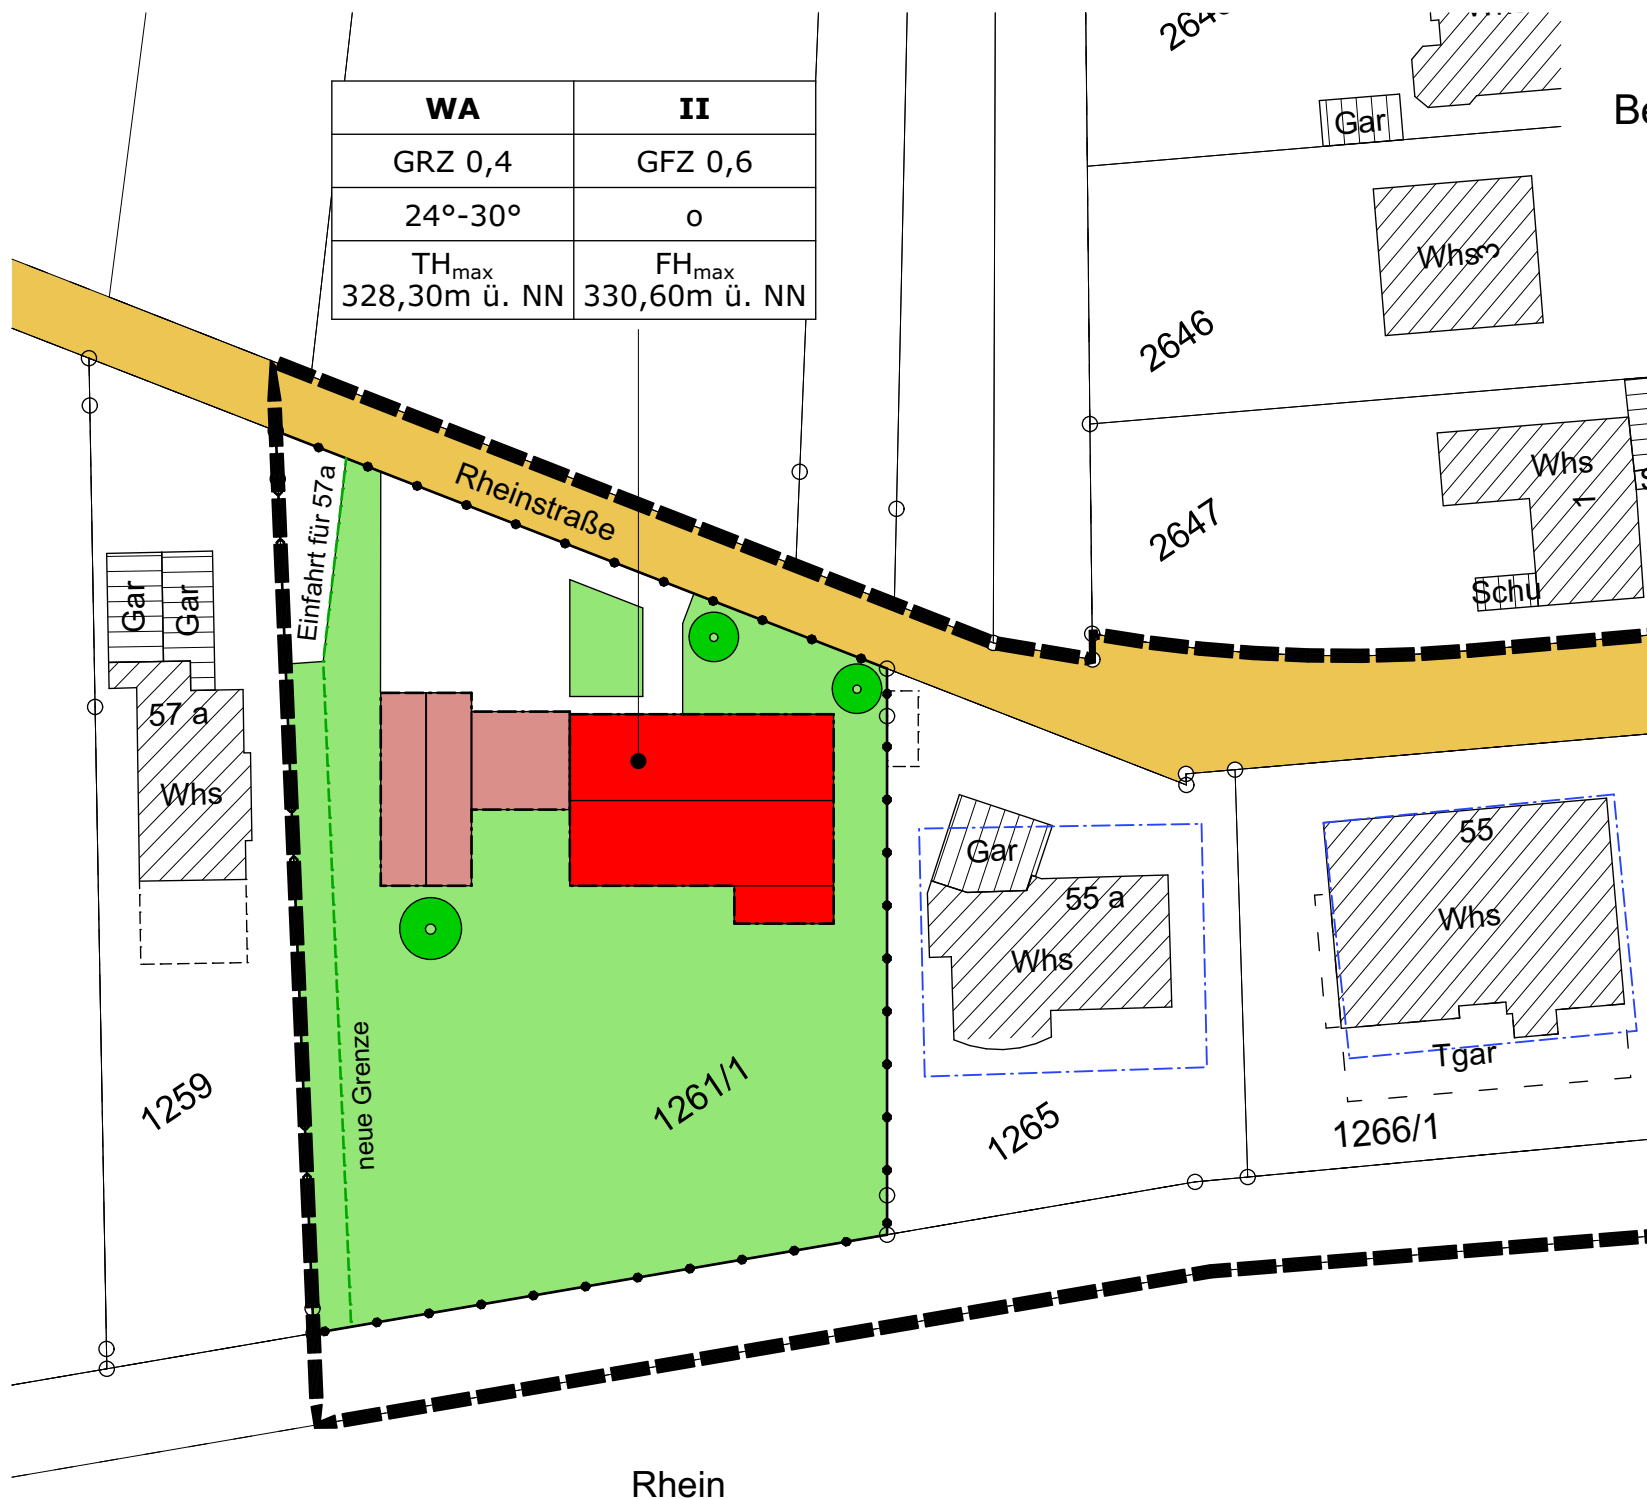 WA II
GRZ 0,4 GFZ 0,6
24°-30° o
THmax FHmax
328,30m ü. NN 330,60m ü. NN
Gar
Whs 3
2646
Whs
1
2647
Schu
Rheinstraße
Einfahrt für 57a
Gar
Gar
57 a
Whs
Gar
55 a
Whs
55
Whs
Tgar
neue Grenze
1259
1261/1
1265
1266/1
Rhein